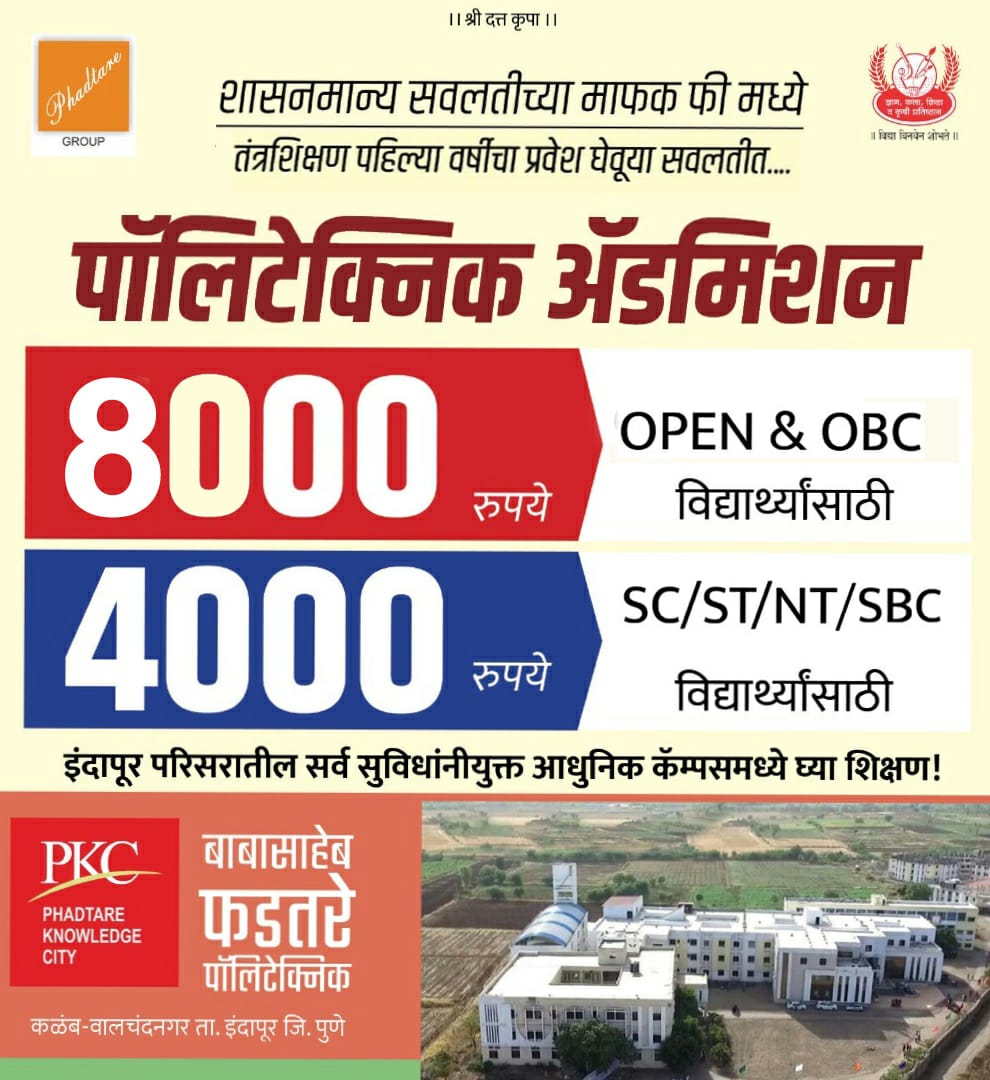 ।। श्री दत्त कृपा ।।
Phadtare
GROUP
शासनमान्य सवलतीच्या माफक फी मध्ये
तंत्रशिक्षण पहिल्या वर्षीचा प्रवेश घेवूया सवलतीत....
ज्ञान, कला, क्रिडा
व कृषी प्रतिष्ठान
॥ विद्या विनयेन शोभते ॥
पॉलिटेक्निक ॲडमिशन
8000 रुपये
OPEN & OBC
विद्यार्थ्यांसाठी
4000 रुपये
SC/ST/NT/SBC
विद्यार्थ्यांसाठी
इंदापूर परिसरातील सर्व सुविधांनीयुक्त आधुनिक कॅम्पसमध्ये घ्या शिक्षण!
PKC
PHADTARE
KNOWLEDGE
CITY
बाबासाहेब
फडतरे
पॉलिटेक्निक
कळंब-वालचंदनगर ता. इंदापूर जि. पुणे